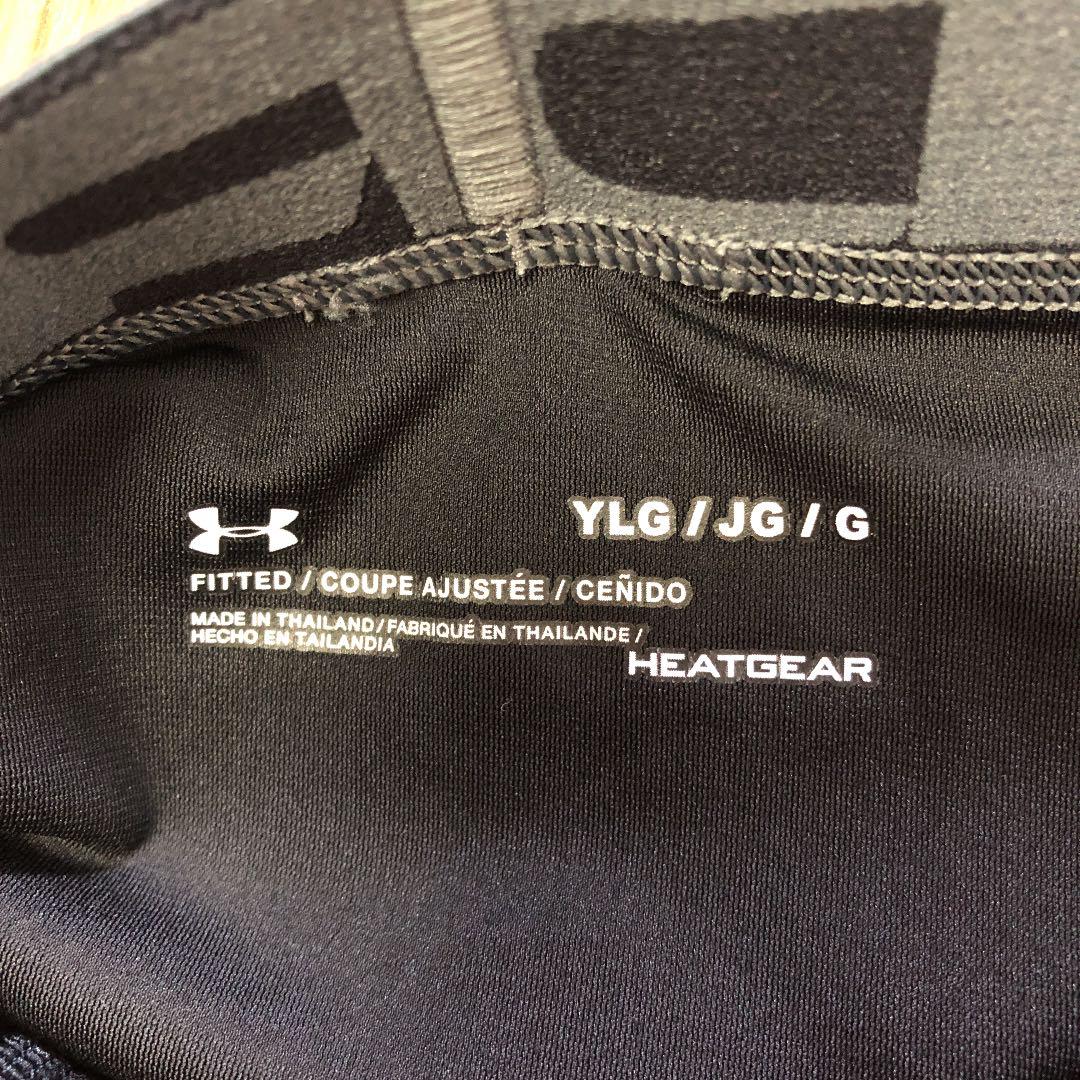 YLG / JG / G
FITTED / COUPE AJUSTÉE / CEÑIDO
MADE IN THAILAND / FABRIQUÉ EN THAILANDE /
HECHO EN TAILANDIA
HEATGEAR